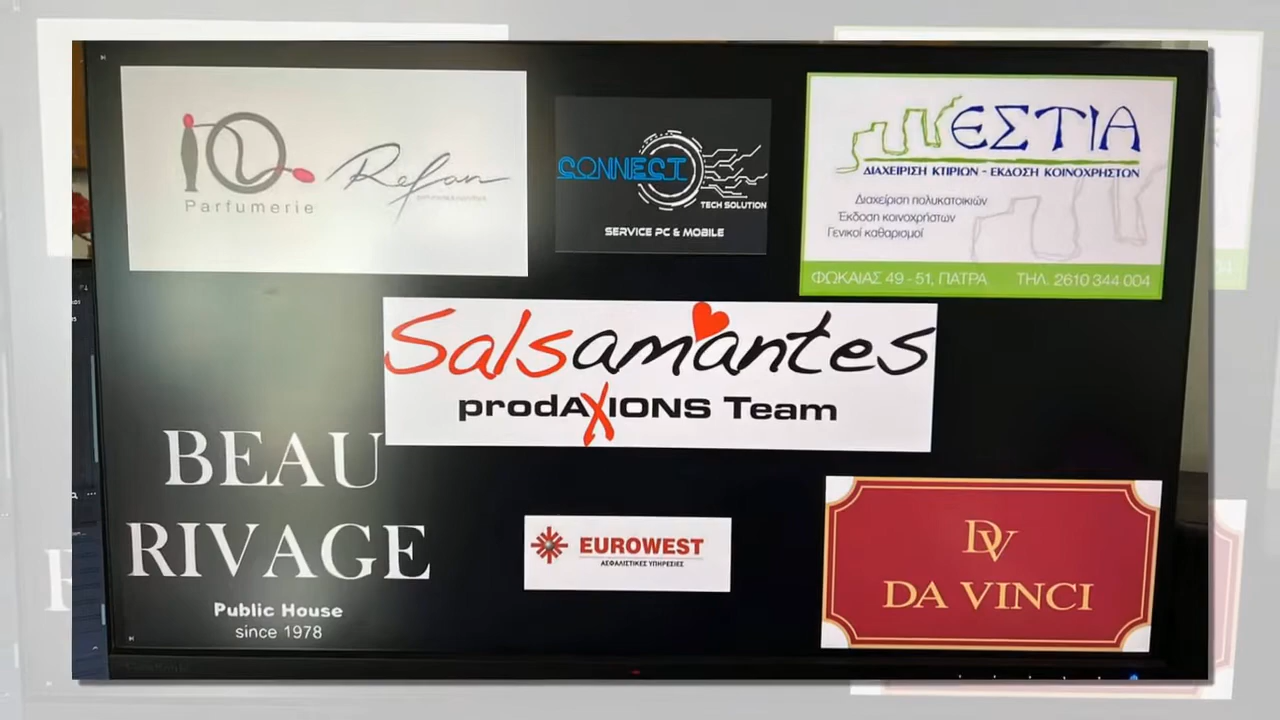 IQ
Parfumerie
Refan
CONNECT
TECH SOLUTION
SERVICE PC & MOBILE
ΕΣΤΙΑ
ΔΙΑΧΕΙΡΙΣΗ ΚΤΙΡΙΩΝ - ΕΚΔΟΣΗ ΚΟΙΝΟΧΡΗΣΤΩΝ
Διαχείριση πολυκατοικιών
Έκδοση κοινοχρήστων
Γενικοί καθαρισμοί
ΦΩΚΑΙΑΣ 49 - 51, ΠΑΤΡΑ ΤΗΛ. 2610 344 004
Salsamantes
prodAXIONS Team
BEAU
RIVAGE
Public House
since 1978
EUROWEST
ΑΣΦΑΛΙΣΤΙΚΕΣ ΥΠΗΡΕΣΙΕΣ
DV
DA VINCI